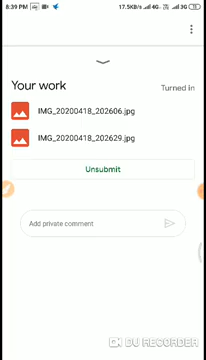 8:39 PM 17.5KB/s 4G 3G
Your work Turned in
IMG_20200418_202606.jpg
IMG_20200418_202629.jpg
Unsubmit
Add private comment
DU RECORDER